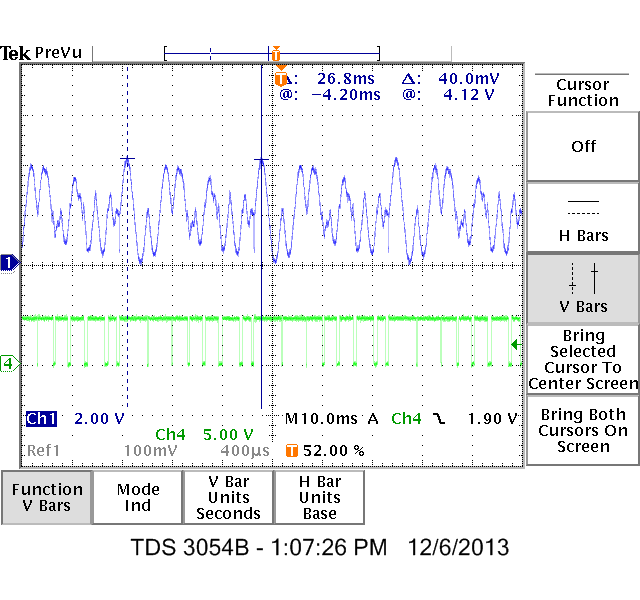 Tek PreVu
T
T
Δ: 26.8ms Δ: 40.0mV
@: −4.20ms @: 4.12 V
1
4
Ch1 2.00 V M10.0ms A Ch4 1.90 V
Ch4 5.00 V
Ref1 100mV 400µs T 52.00 %
Cursor
Function
Off
H Bars
V Bars
Bring
Selected
Cursor To
Center Screen
Bring Both
Cursors On
Screen
Function
V Bars
Mode
Ind
V Bar
Units
Seconds
H Bar
Units
Base
TDS 3054B - 1:07:26 PM 12/6/2013